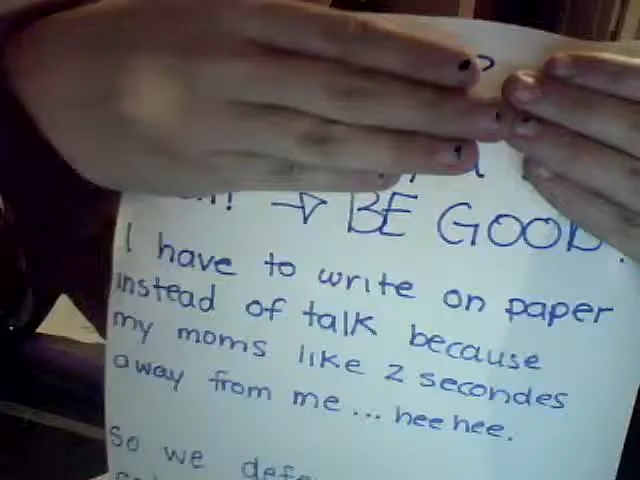 → BE GOOD!
I have to write on paper
instead of talk because
my moms like 2 secondes
away from me... hee hee.
So we